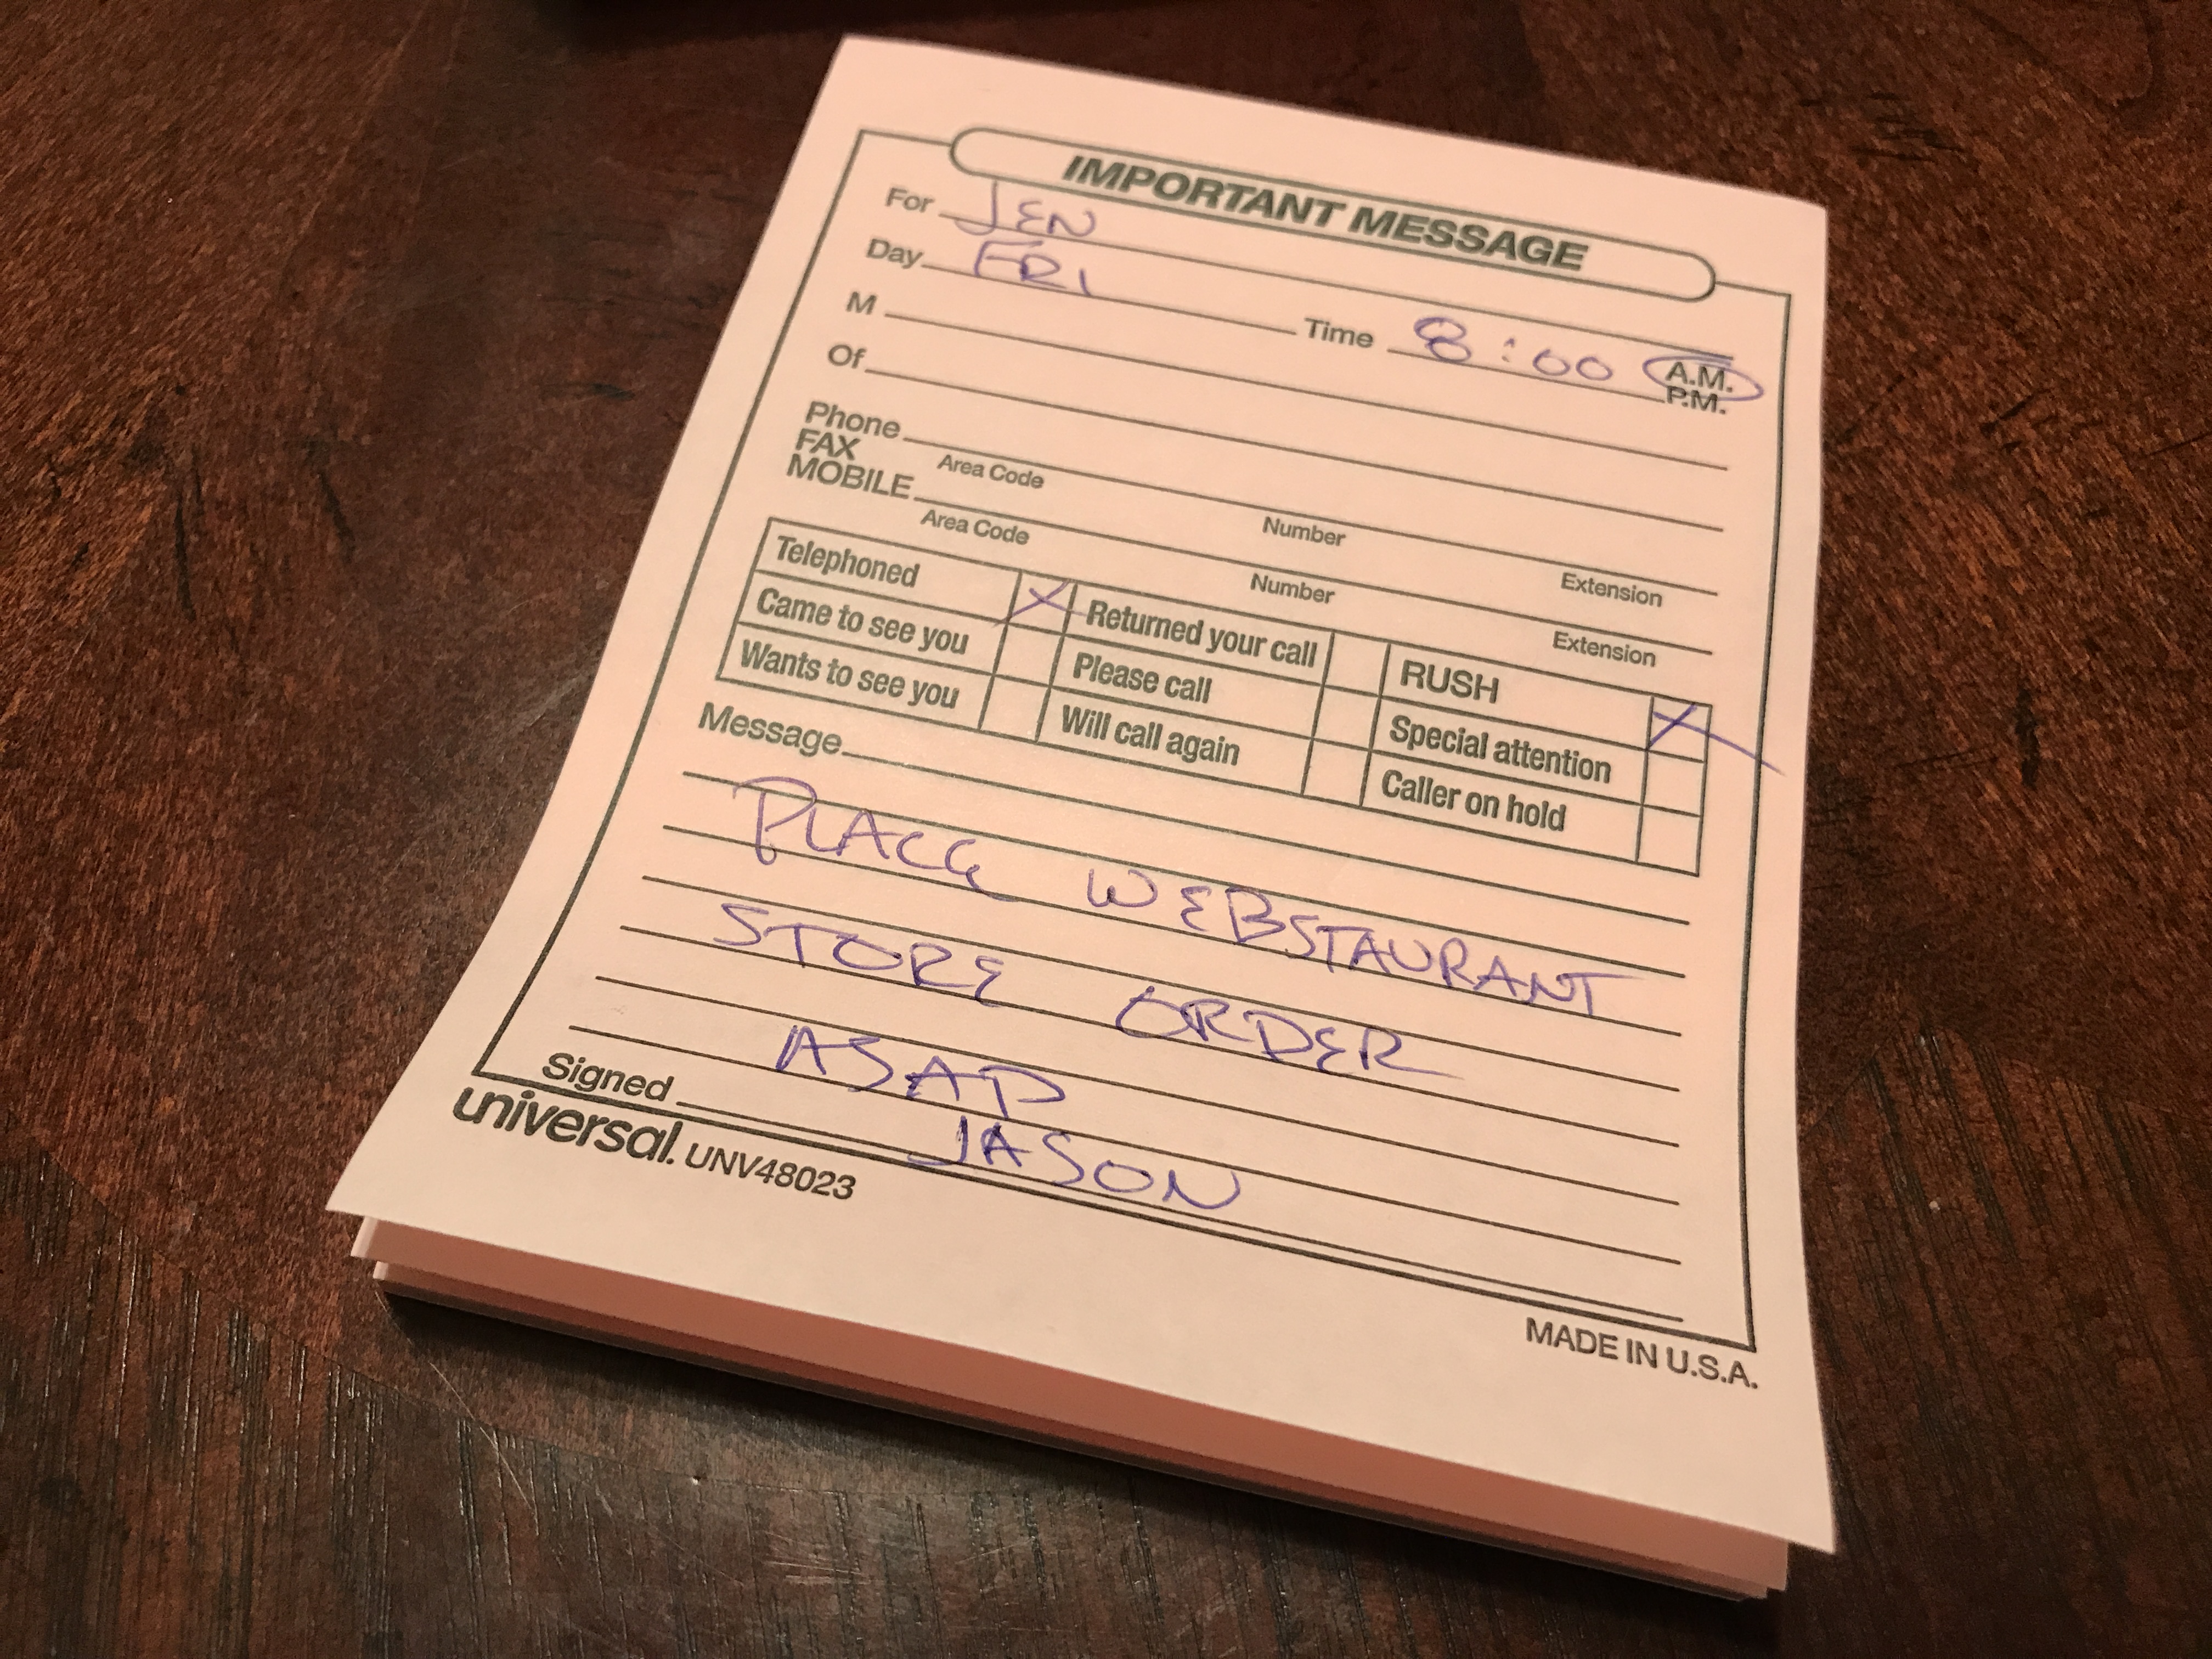 IMPORTANT MESSAGE
For JEN
Day FRI Time 8:00 A.M.
P.M.
M
Of
Phone
FAX
Area Code Number Extension
MOBILE
Area Code Number Extension
Telephoned X Returned your call RUSH X
Came to see you Please call Special attention
Wants to see you Will call again Caller on hold
Message
PLACE WEBSTAURANT
STORE ORDER
ASAP
Signed JASON
universal. UNV48023
MADE IN U.S.A.